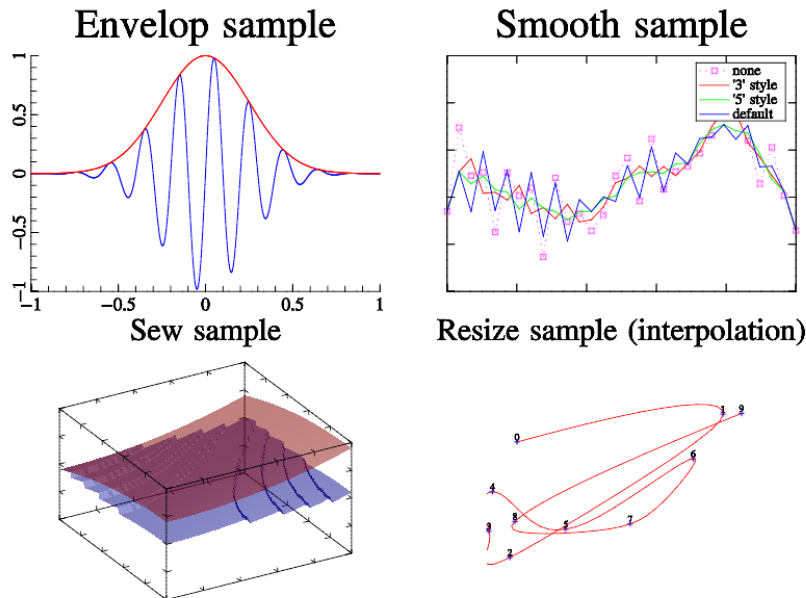 Envelop sample
Smooth sample
1
0.5
0
−0.5
−1
−1 −0.5 0 0.5 1
none
'3' style
'5' style
default
Sew sample
Resize sample (interpolation)
0
1 9
6
4
8 5 7
3
2